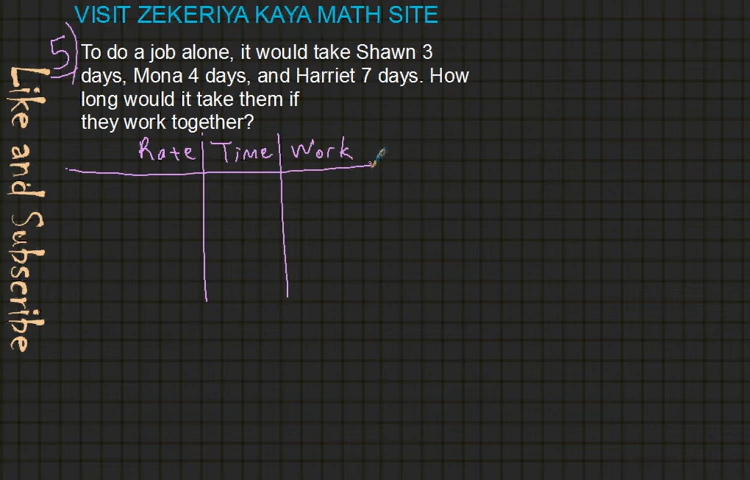 VISIT ZEKERIYA KAYA MATH SITE
5)
To do a job alone, it would take Shawn 3
days, Mona 4 days, and Harriet 7 days. How
long would it take them if
they work together?
Rate Time Work
Like and Subscribe